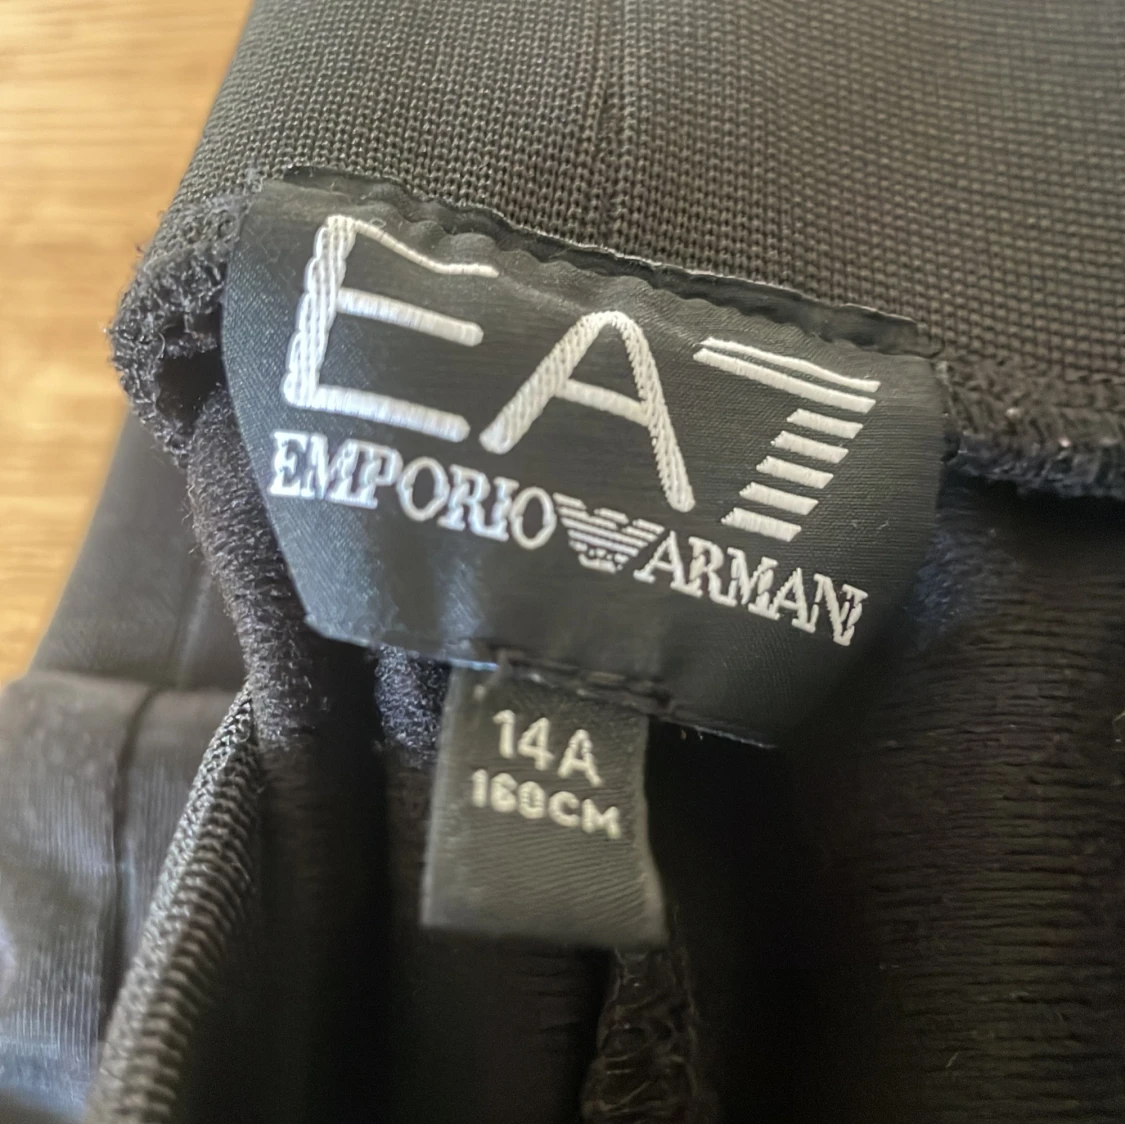 EA7
EMPORIO ARMANI
14A
160CM